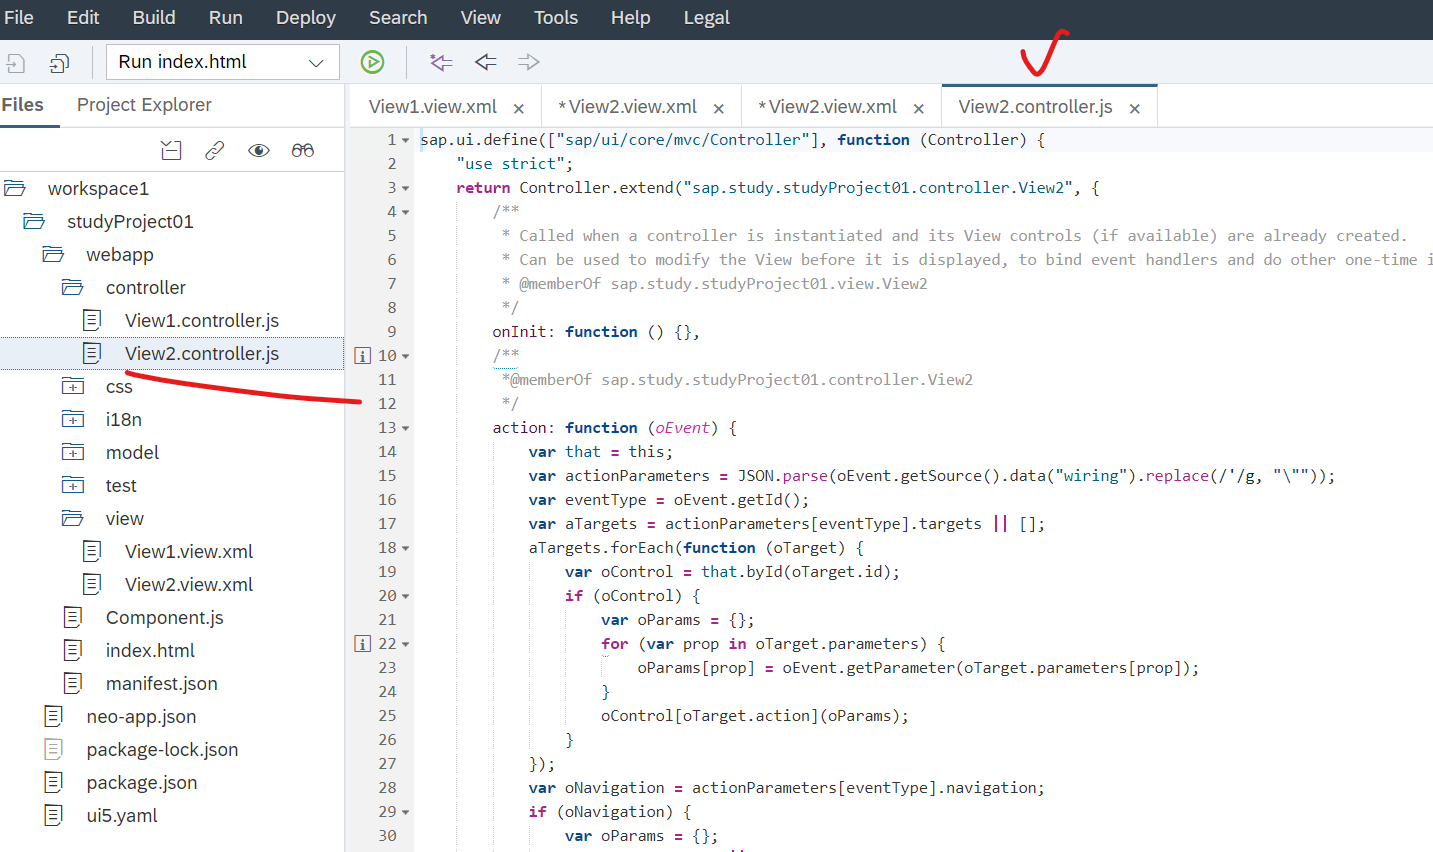 File Edit Build Run Deploy Search View Tools Help Legal
Run index.html
Files Project Explorer
View1.view.xml × *View2.view.xml × *View2.view.xml × View2.controller.js ×
workspace1
studyProject01
webapp
controller
View1.controller.js
View2.controller.js
css
i18n
model
test
view
View1.view.xml
View2.view.xml
Component.js
index.html
manifest.json
neo-app.json
package-lock.json
package.json
ui5.yaml
1 sap.ui.define(["sap/ui/core/mvc/Controller"], function (Controller) {
2 "use strict";
3 return Controller.extend("sap.study.studyProject01.controller.View2", {
4 /**
5 * Called when a controller is instantiated and its View controls (if available) are already created.
6 * Can be used to modify the View before it is displayed, to bind event handlers and do other one-time i
7 * @memberOf sap.study.studyProject01.view.View2
8 */
9 onInit: function () {},
10 /**
11 *@memberOf sap.study.studyProject01.controller.View2
12 */
13 action: function (oEvent) {
14 var that = this;
15 var actionParameters = JSON.parse(oEvent.getSource().data("wiring").replace(/'/g, "\""));
16 var eventType = oEvent.getId();
17 var aTargets = actionParameters[eventType].targets || [];
18 aTargets.forEach(function (oTarget) {
19 var oControl = that.byId(oTarget.id);
20 if (oControl) {
21 var oParams = {};
22 for (var prop in oTarget.parameters) {
23 oParams[prop] = oEvent.getParameter(oTarget.parameters[prop]);
24 }
25 oControl[oTarget.action](oParams);
26 }
27 });
28 var oNavigation = actionParameters[eventType].navigation;
29 if (oNavigation) {
30 var oParams = {};